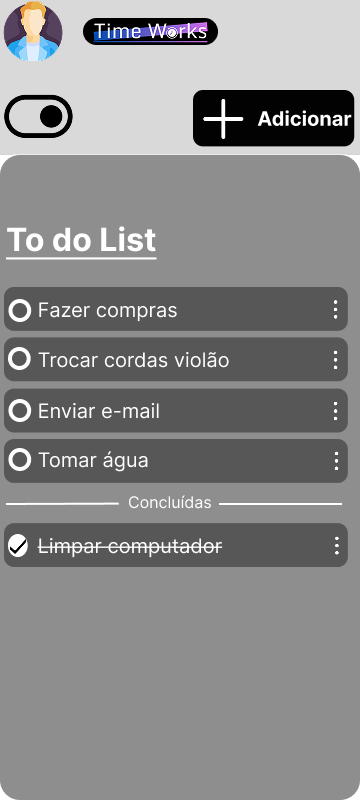 Time Works
Adicionar
To do List
Fazer compras
Trocar cordas violão
Enviar e-mail
Tomar água
Concluídas
Limpar computador